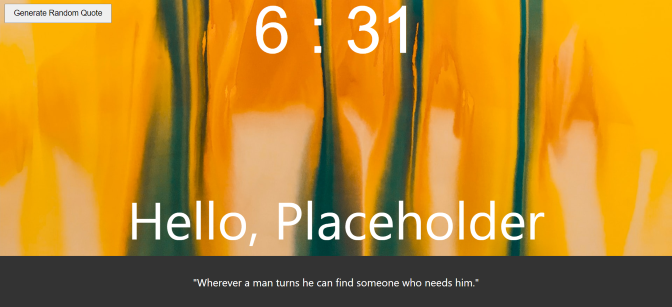 Generate Random Quote
6 : 31
Hello, Placeholder
"Wherever a man turns he can find someone who needs him."